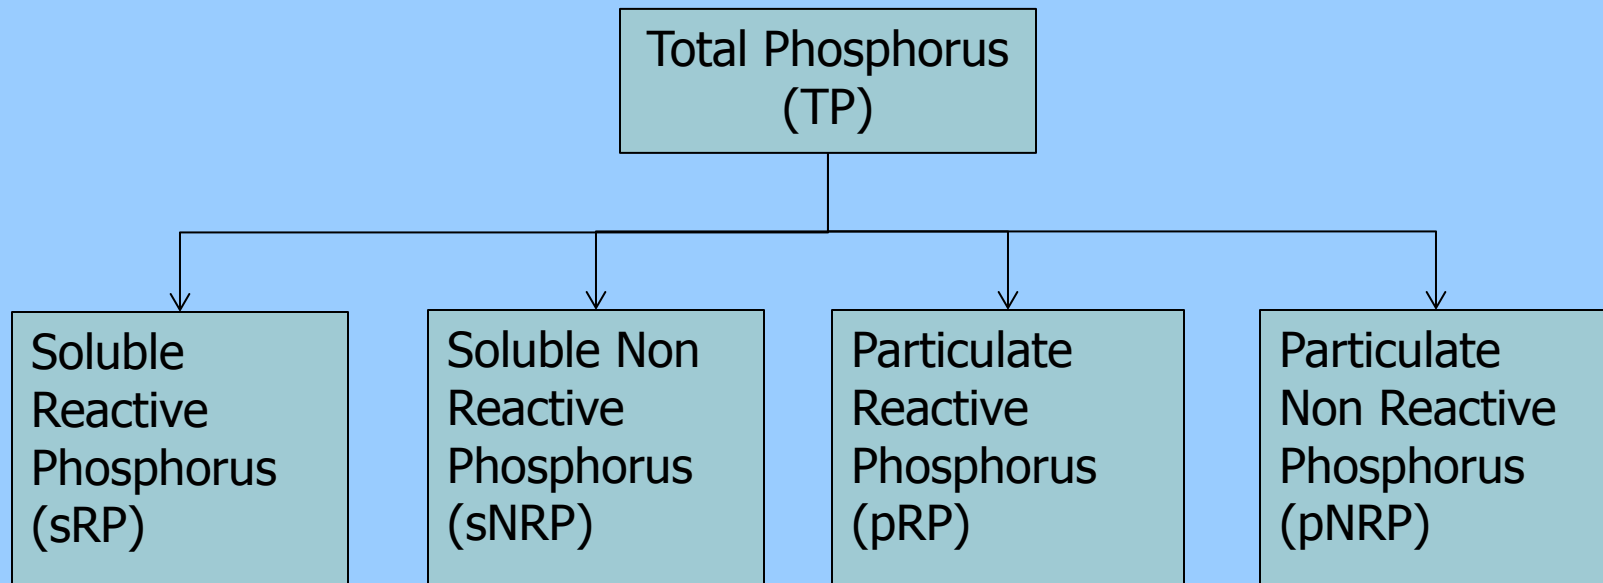 Total Phosphorus
(TP)
Soluble
Reactive
Phosphorus
(sRP)
Soluble Non
Reactive
Phosphorus
(sNRP)
Particulate
Reactive
Phosphorus
(pRP)
Particulate
Non Reactive
Phosphorus
(pNRP)